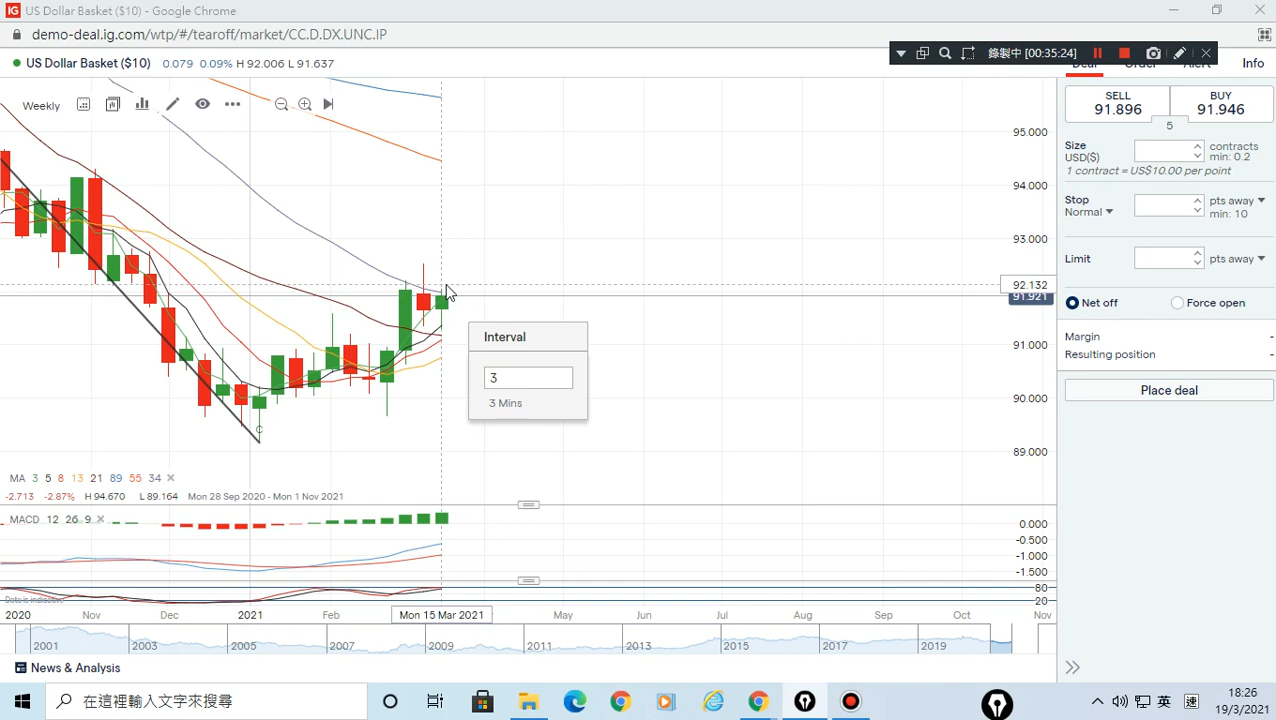 US Dollar Basket ($10) - Google Chrome
demo-deal.ig.com/wtp/#/tearoff/market/CC.D.DX.UNC.IP
US Dollar Basket ($10) 0.079 0.09% H 92.006 L 91.637
錄製中 [00:35:24]
Deal Order Alert Info
Weekly
SELL
91.896
BUY
91.946
5
Size
USD($)
contracts
min: 0.2
1 contract = US$10.00 per point
Stop
Normal
pts away
min: 10
Limit
pts away
Net off
Force open
Margin -
Resulting position -
Place deal
95.000
94.000
93.000
92.132
91.921
91.000
90.000
89.000
Interval
3
3 Mins
C
MA 3 5 8 13 21 89 55 34
-2.713 -2.87% H 94.670 L 89.164 Mon 28 Sep 2020 - Mon 1 Nov 2021
MACD 12 26 9
0.000
-0.500
-1.000
-1.500
80
20
Data is indicative
2020 Nov Dec 2021 Feb Mon 15 Mar 2021 May Jun Jul Aug Sep Oct Nov
2001 2003 2005 2007 2009 2011 2013 2015 2017 2019
News & Analysis
在這裡輸入文字來搜尋
英
18:26
19/3/2021